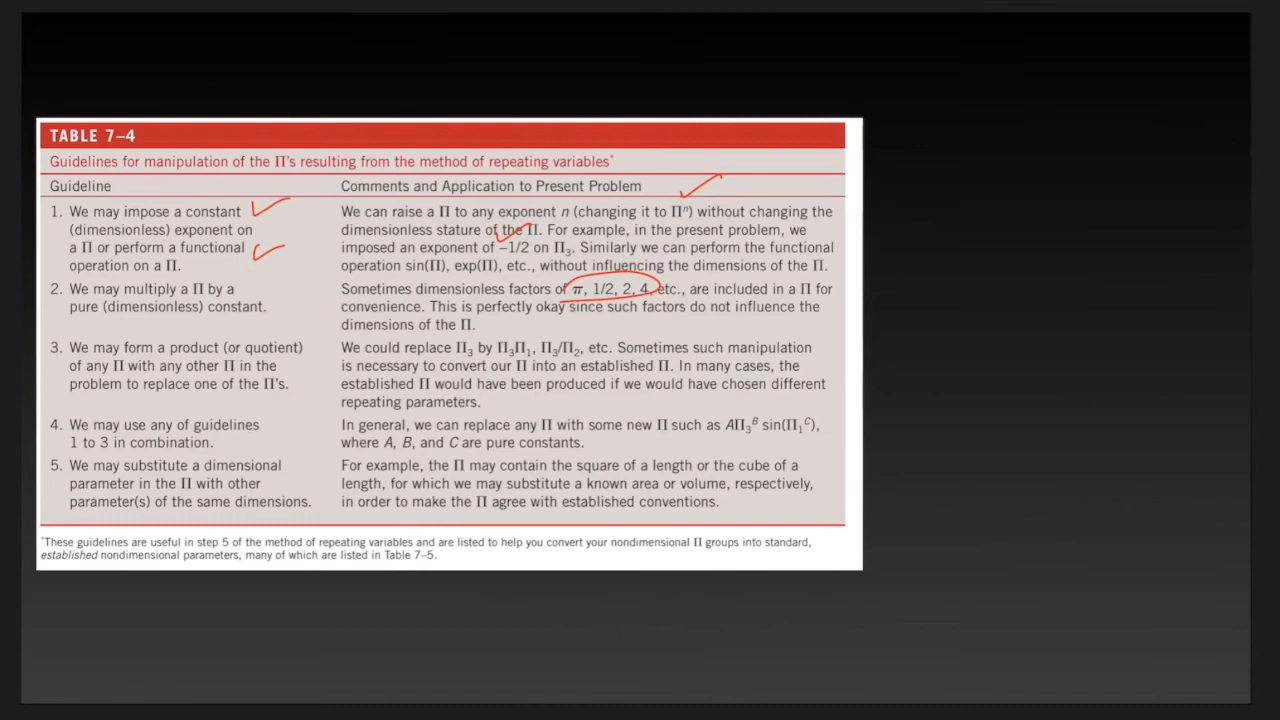 TABLE 7–4
Guidelines for manipulation of the Π's resulting from the method of repeating variables*
Guideline
Comments and Application to Present Problem
1. We may impose a constant
(dimensionless) exponent on
a Π or perform a functional
operation on a Π.
We can raise a Π to any exponent n (changing it to Πⁿ) without changing the
dimensionless stature of the Π. For example, in the present problem, we
imposed an exponent of −1/2 on Π₃. Similarly we can perform the functional
operation sin(Π), exp(Π), etc., without influencing the dimensions of the Π.
2. We may multiply a Π by a
pure (dimensionless) constant.
Sometimes dimensionless factors of π, 1/2, 2, 4, etc., are included in a Π for
convenience. This is perfectly okay since such factors do not influence the
dimensions of the Π.
3. We may form a product (or quotient)
of any Π with any other Π in the
problem to replace one of the Π's.
We could replace Π₃ by Π₃Π₁, Π₃/Π₂, etc. Sometimes such manipulation
is necessary to convert our Π into an established Π. In many cases, the
established Π would have been produced if we would have chosen different
repeating parameters.
4. We may use any of guidelines
1 to 3 in combination.
In general, we can replace any Π with some new Π such as AΠ₃ᴮ sin(Π₁ᶜ),
where A, B, and C are pure constants.
5. We may substitute a dimensional
parameter in the Π with other
parameter(s) of the same dimensions.
For example, the Π may contain the square of a length or the cube of a
length, for which we may substitute a known area or volume, respectively,
in order to make the Π agree with established conventions.
*These guidelines are useful in step 5 of the method of repeating variables and are listed to help you convert your nondimensional Π groups into standard,
established nondimensional parameters, many of which are listed in Table 7–5.